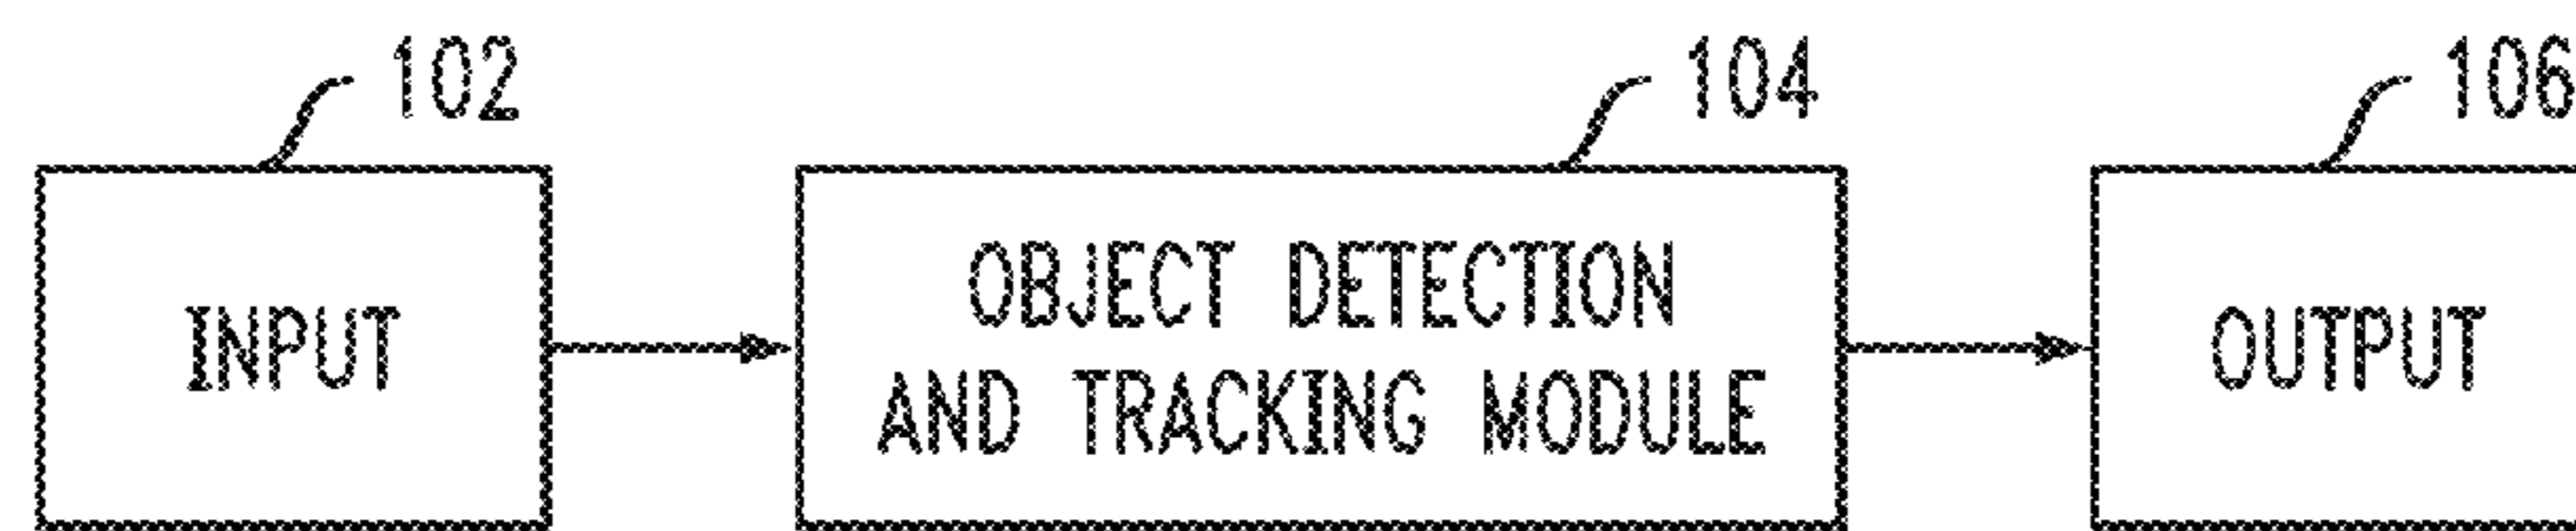 102
104
106
INPUT
OBJECT DETECTION
AND TRACKING MODULE
OUTPUT